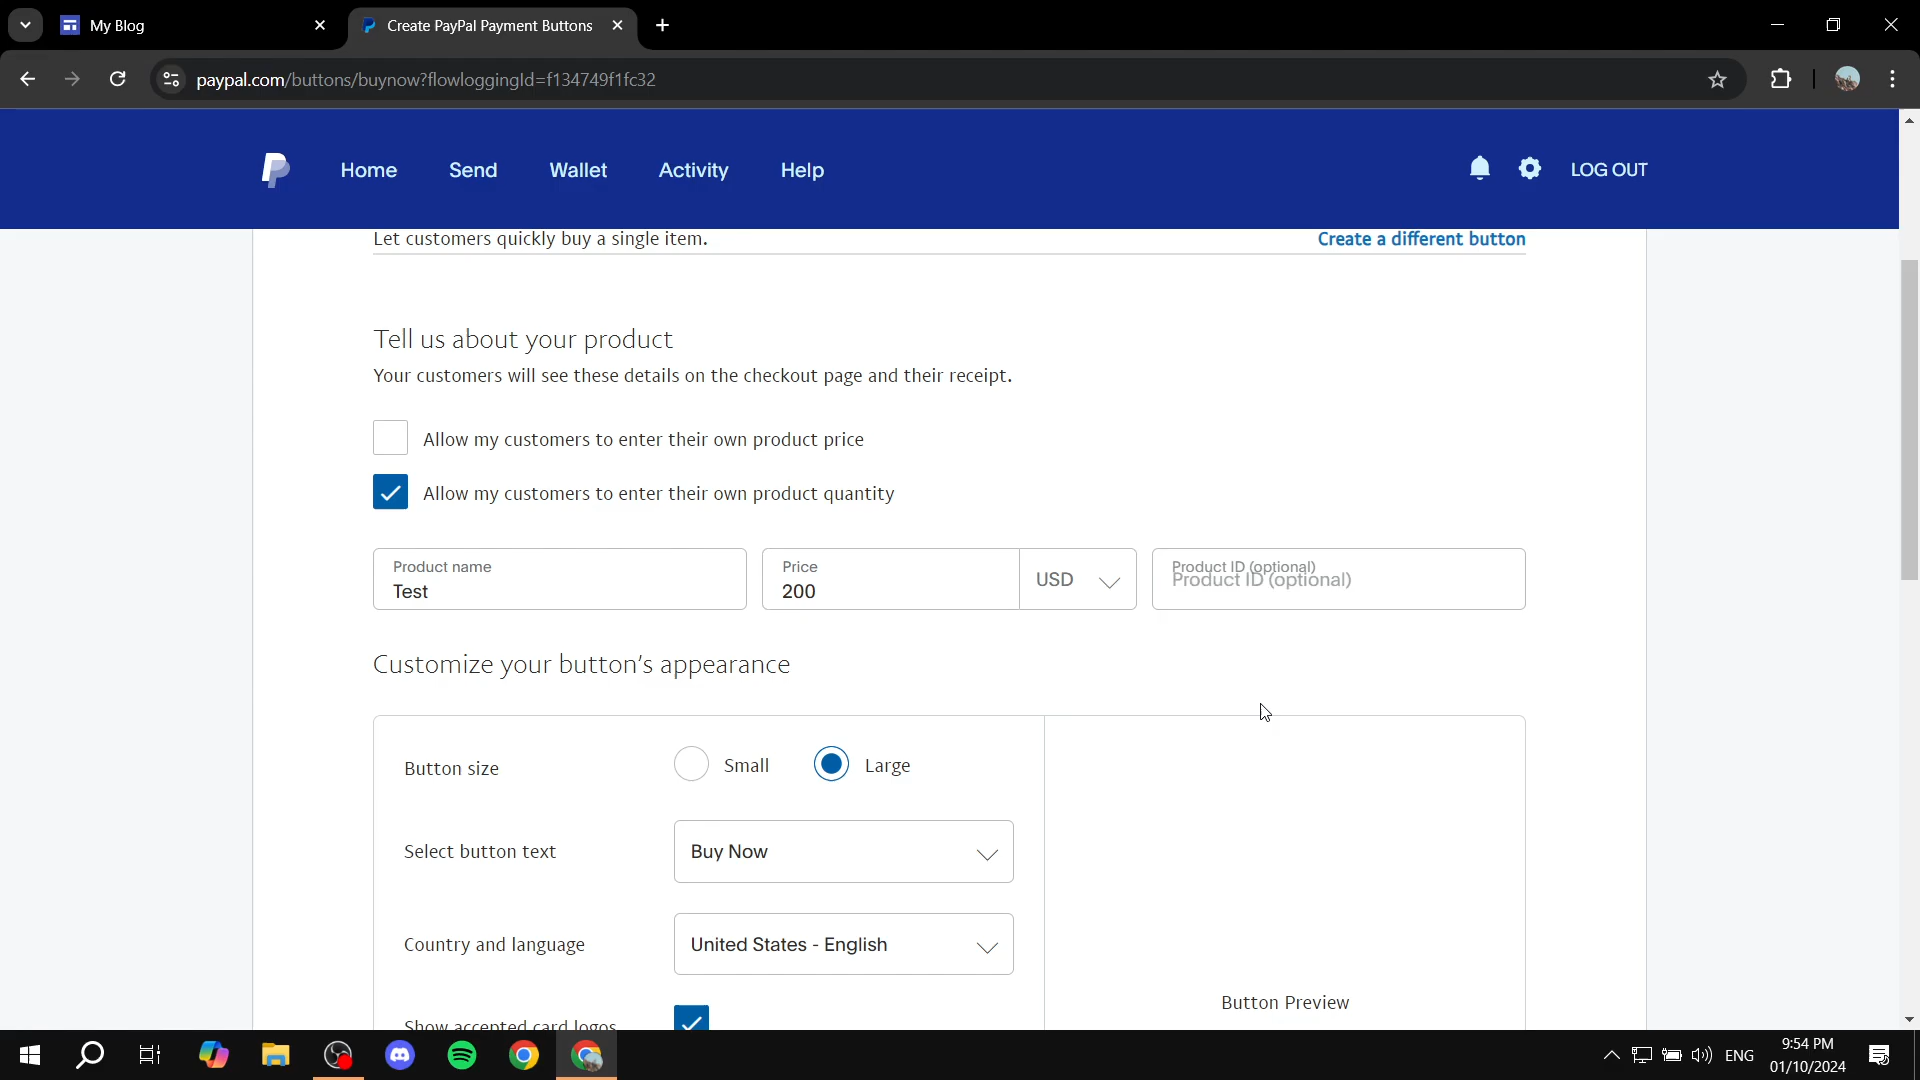 My Blog
Create PayPal Payment Buttons
paypal.com/buttons/buynow?flowloggingId=f134749f1fc32
Home Send Wallet Activity Help LOG OUT
Let customers quickly buy a single item. Create a different button
Tell us about your product
Your customers will see these details on the checkout page and their receipt.
Allow my customers to enter their own product price
Allow my customers to enter their own product quantity
Product name Price Product ID (optional)
Test 200 USD Product ID (optional)
Customize your button's appearance
Button size Small Large
Select button text Buy Now
Country and language United States - English
Button Preview
Show accepted card logos
ENG 9:54 PM
01/10/2024